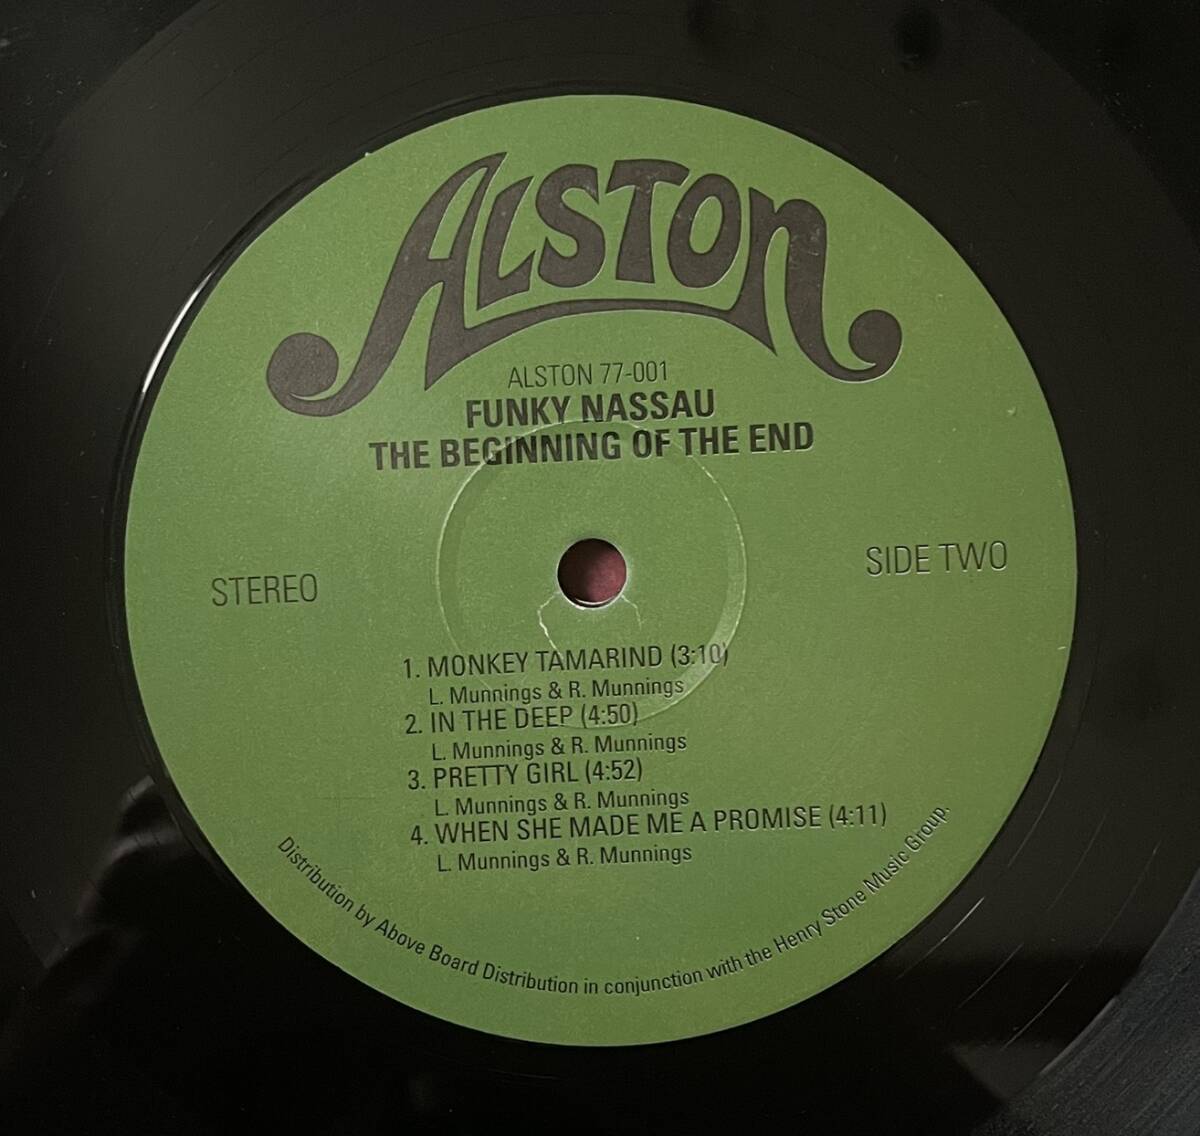 ALSTON
ALSTON 77-001
FUNKY NASSAU
THE BEGINNING OF THE END
STEREO
SIDE TWO
1. MONKEY TAMARIND (3:10)
L. Munnings & R. Munnings
2. IN THE DEEP (4:50)
L. Munnings & R. Munnings
3. PRETTY GIRL (4:52)
L. Munnings & R. Munnings
4. WHEN SHE MADE ME A PROMISE (4:11)
L. Munnings & R. Munnings
Distribution by Above Board Distribution in conjunction with the Henry Stone Music Group.